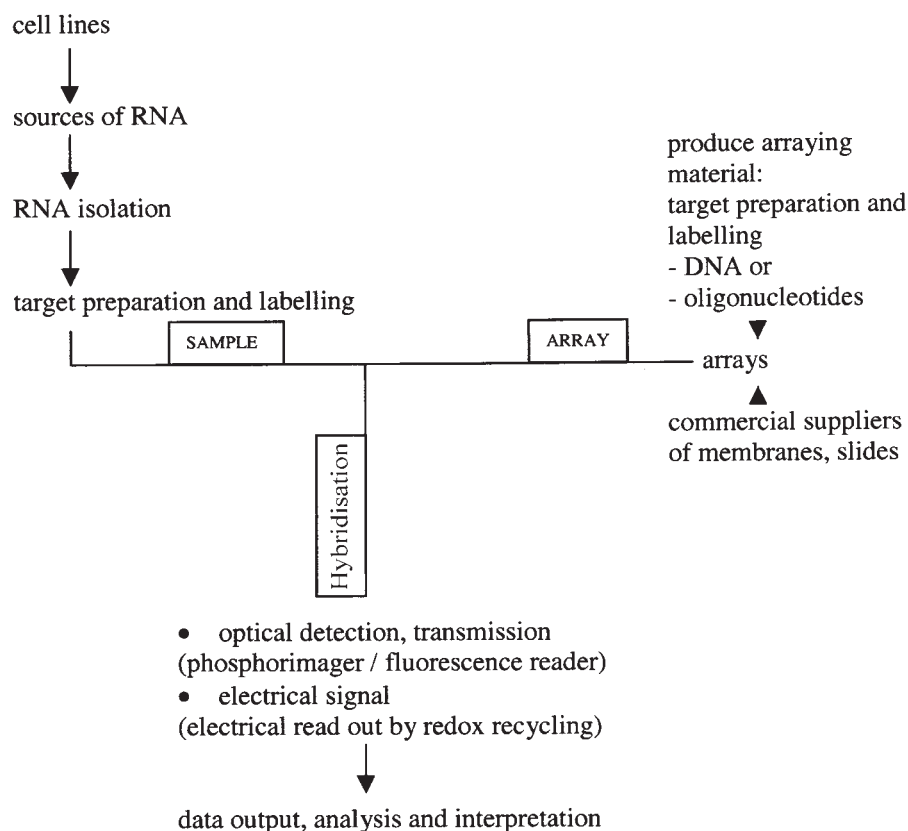 cell lines
sources of RNA
RNA isolation
target preparation and labelling
produce arraying
material:
target preparation and
labelling
- DNA or
- oligonucleotides
SAMPLE
ARRAY
arrays
commercial suppliers
of membranes, slides
Hybridisation
• optical detection, transmission
(phosphorimager / fluorescence reader)
• electrical signal
(electrical read out by redox recycling)
data output, analysis and interpretation